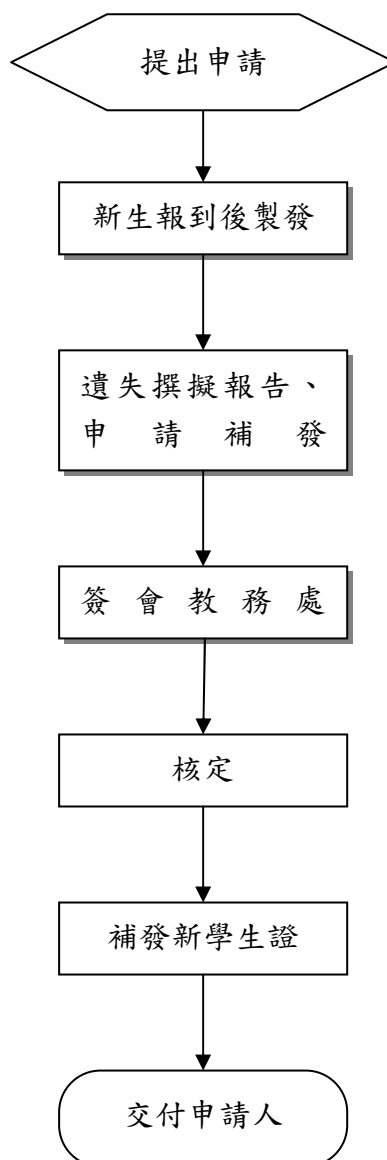 提出申請
新生報到後製發
遺失撰擬報告、
申請補發
簽會教務處
核定
補發新學生證
交付申請人